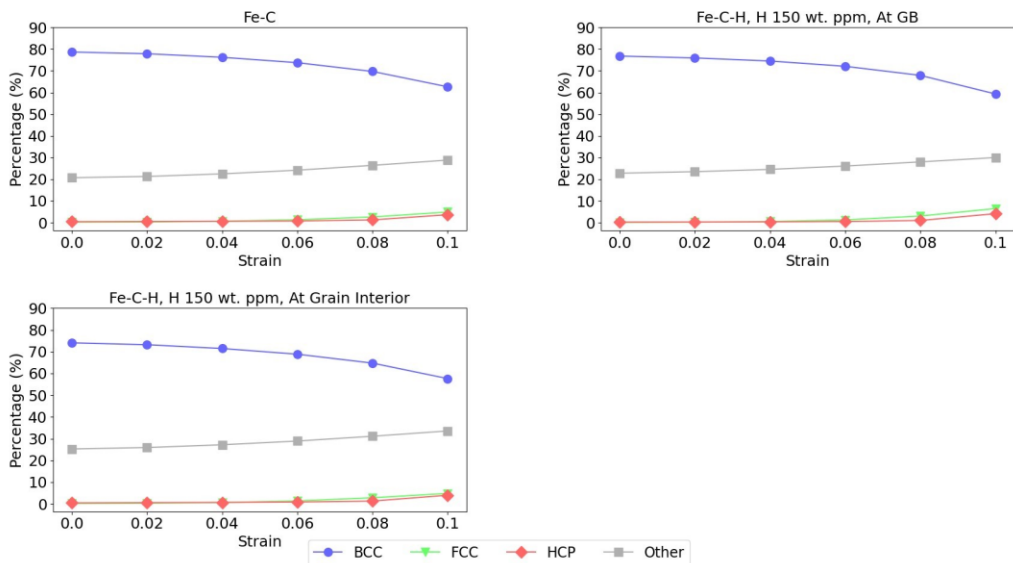 Fe-C
Percentage (%)
90
80
70
60
50
40
30
20
10
0
0.0 0.02 0.04 0.06 0.08 0.1
Strain
Fe-C-H, H 150 wt. ppm, At GB
Percentage (%)
90
80
70
60
50
40
30
20
10
0
0.0 0.02 0.04 0.06 0.08 0.1
Strain
Fe-C-H, H 150 wt. ppm, At Grain Interior
Percentage (%)
90
80
70
60
50
40
30
20
10
0
0.0 0.02 0.04 0.06 0.08 0.1
Strain
BCC FCC HCP Other